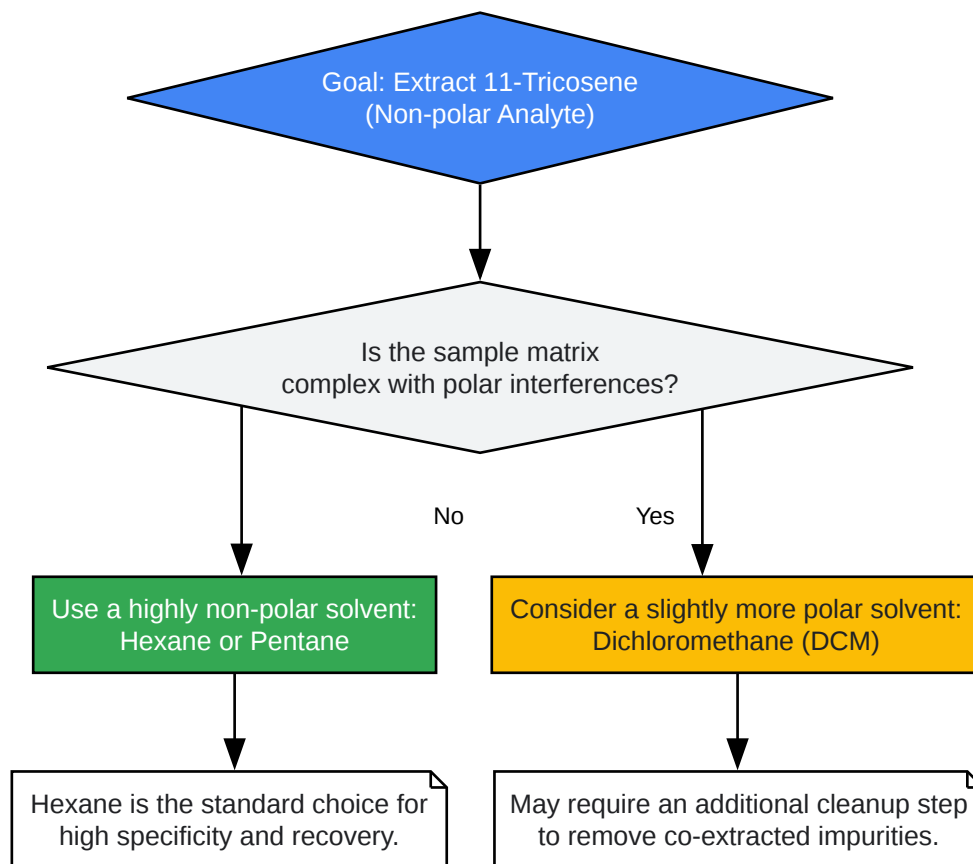 Goal: Extract 11-Tricosene
(Non-polar Analyte)
Is the sample matrix
complex with polar interferences?
No
Yes
Use a highly non-polar solvent:
Hexane or Pentane
Consider a slightly more polar solvent:
Dichloromethane (DCM)
Hexane is the standard choice for
high specificity and recovery.
May require an additional cleanup step
to remove co-extracted impurities.